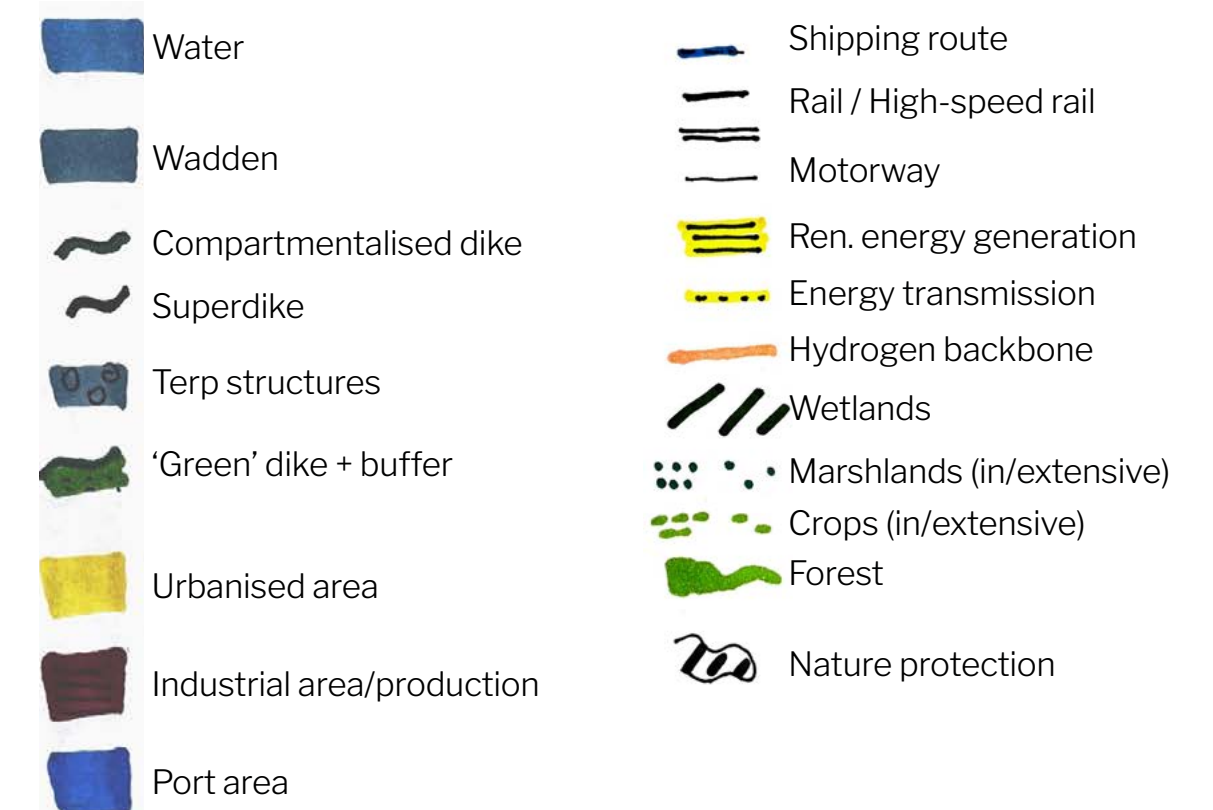 Water
Wadden
Compartmentalised dike
Superdike
Terp structures
‘Green’ dike + buffer
Urbanised area
Industrial area/production
Port area
Shipping route
Rail / High-speed rail
Motorway
Ren. energy generation
Energy transmission
Hydrogen backbone
Wetlands
Marshlands (in/extensive)
Crops (in/extensive)
Forest
Nature protection